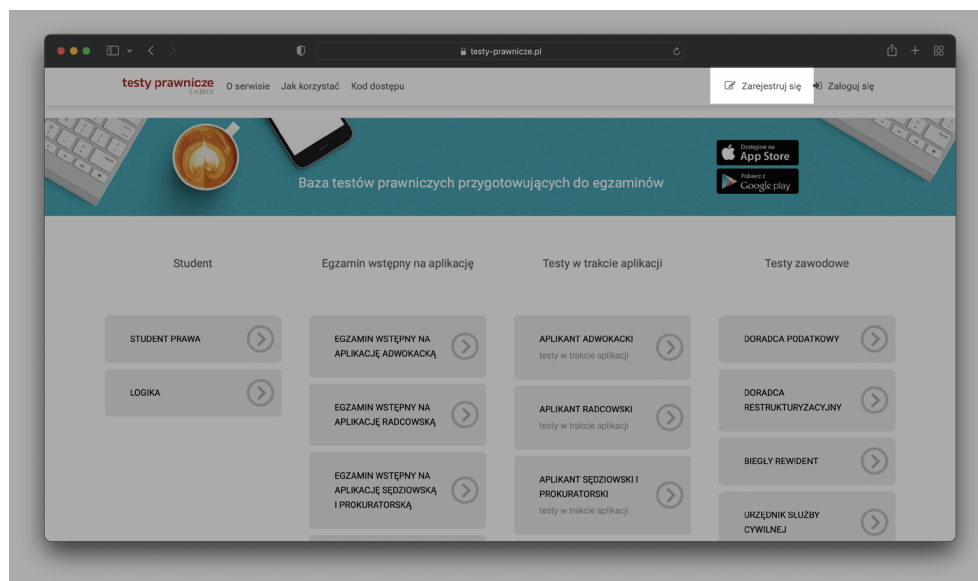 testy-prawnicze.pl
testy prawnicze
C.H.BECK
O serwisie Jak korzystać Kod dostępu
Zarejestruj się Zaloguj się
Dostępne na
App Store
Pobierz z
Google play
Baza testów prawniczych przygotowujących do egzaminów
Student
STUDENT PRAWA
LOGIKA
Egzamin wstępny na aplikację
EGZAMIN WSTĘPNY NA
APLIKACJĘ ADWOKACKĄ
EGZAMIN WSTĘPNY NA
APLIKACJĘ RADCOWSKĄ
EGZAMIN WSTĘPNY NA
APLIKACJĘ SĘDZIOWSKĄ
I PROKURATORSKĄ
Testy w trakcie aplikacji
APLIKANT ADWOKACKI
testy w trakcie aplikacji
APLIKANT RADCOWSKI
testy w trakcie aplikacji
APLIKANT SĘDZIOWSKI I
PROKURATORSKI
testy w trakcie aplikacji
Testy zawodowe
DORADCA PODATKOWY
DORADCA
RESTRUKTURYZACYJNY
BIEGŁY REWIDENT
URZĘDNIK SŁUŻBY
CYWILNEJ